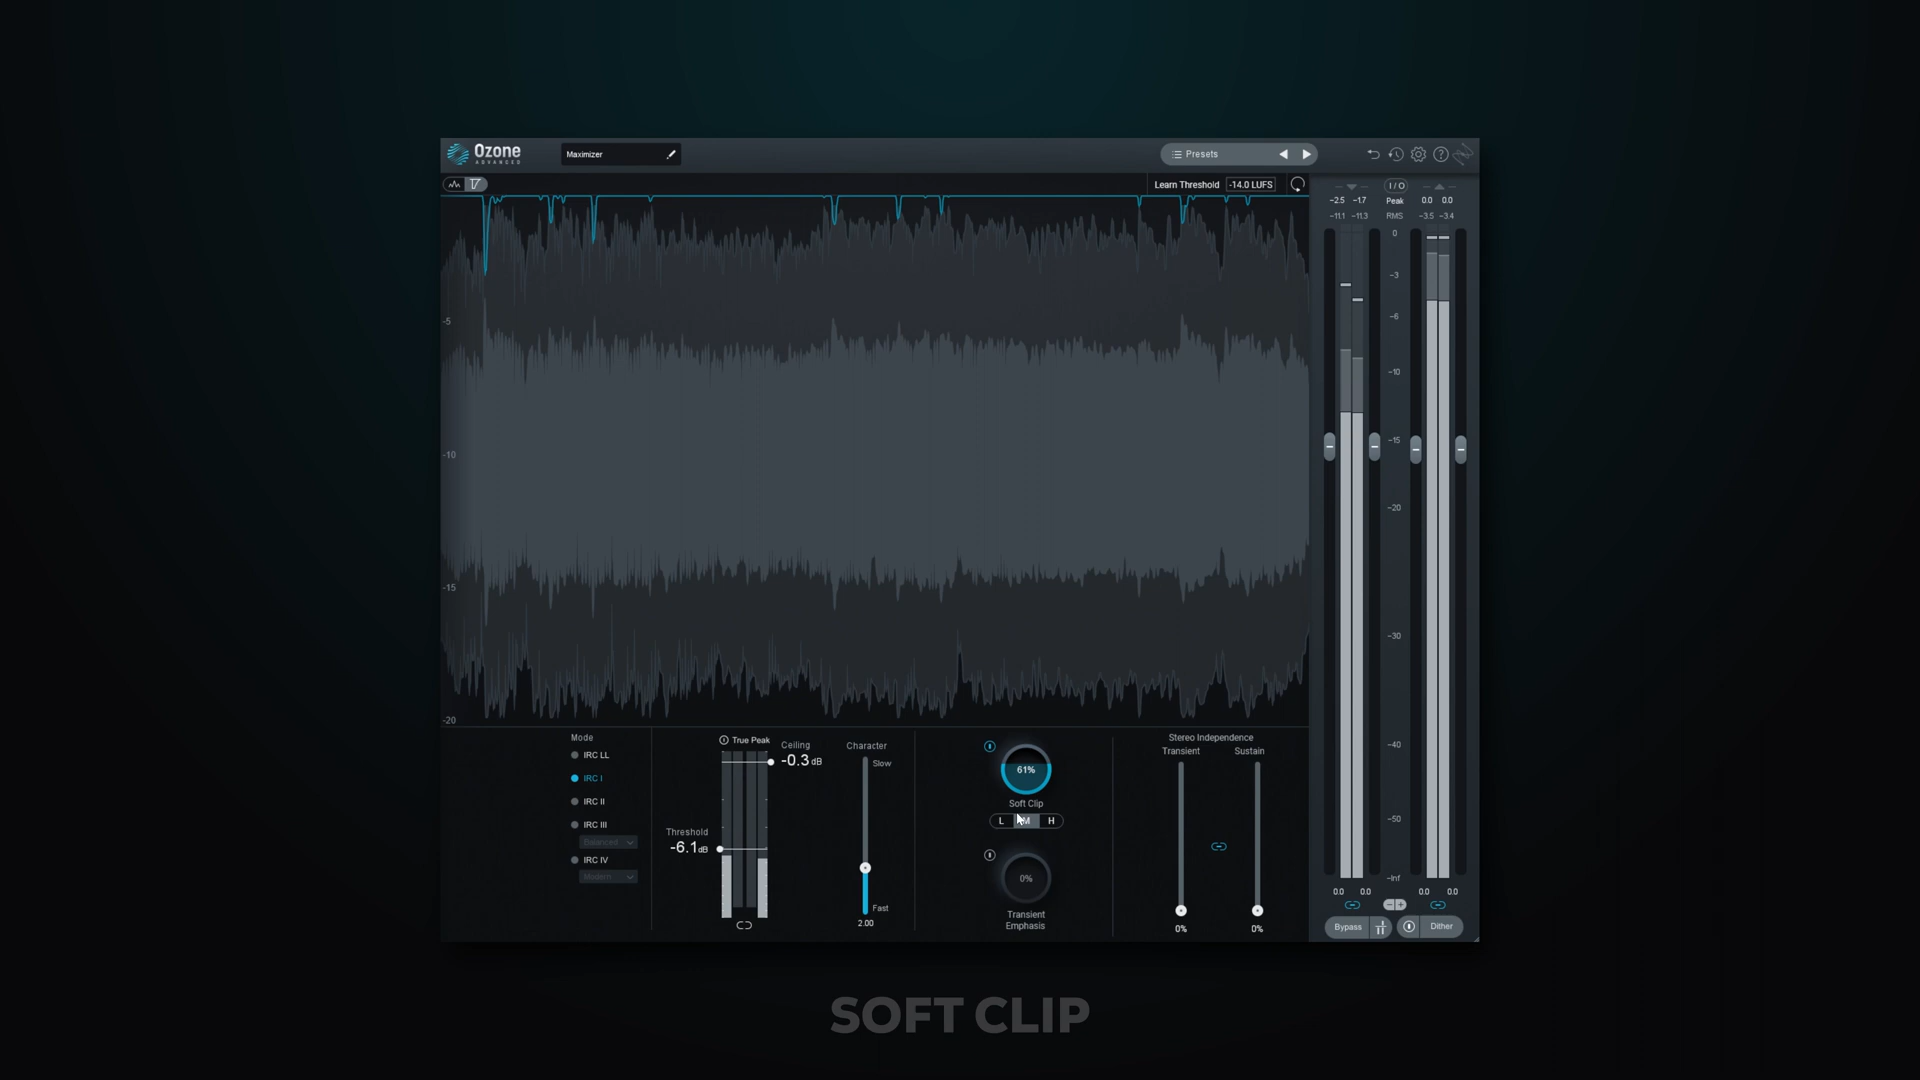 Ozone
ADVANCED
Maximizer
Presets
Learn Threshold -14.0 LUFS
I / O
-2.5 -1.7 Peak 0.0 0.0
-11.1 -11.3 RMS -3.5 -3.4
0
-3
-6
-10
-15
-20
-30
-40
-50
-Inf
0.0 0.0 0.0 0.0
Bypass
Dither
-5
-10
-15
-20
Mode
IRC LL
IRC I
IRC II
IRC III
Balanced
IRC IV
Modern
True Peak
Ceiling
-0.3 dB
Threshold
-6.1 dB
Character
Slow
Fast
2.00
61%
Soft Clip
L M H
0%
Transient
Emphasis
Stereo Independence
Transient Sustain
0% 0%
SOFT CLIP